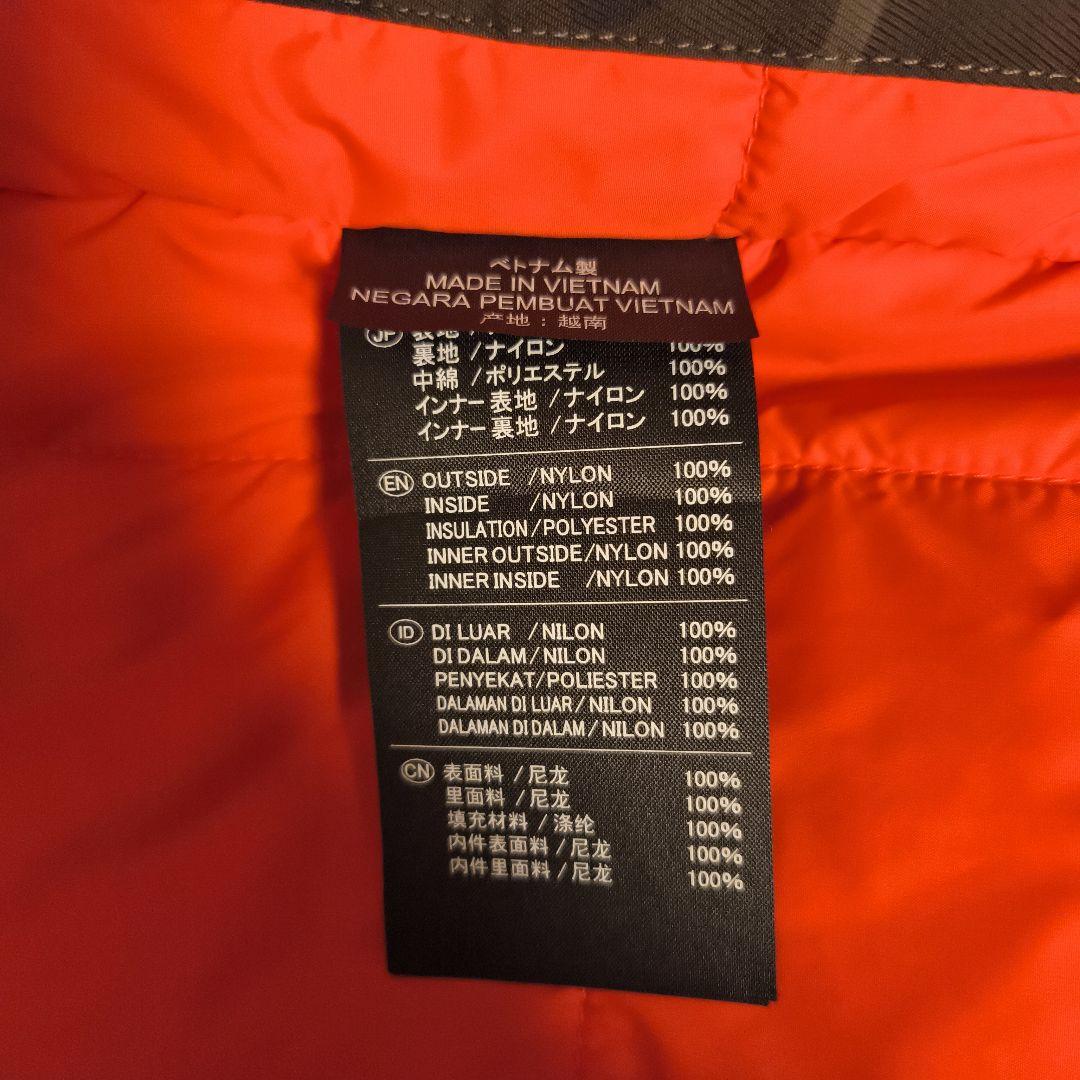 ベトナム製
MADE IN VIETNAM
NEGARA PEMBUAT VIETNAM
产地：越南
JP 表地 / 100%
裏地 / ナイロン 100%
中綿 / ポリエステル 100%
インナー表地 / ナイロン 100%
インナー裏地 / ナイロン 100%
EN OUTSIDE /NYLON 100%
INSIDE /NYLON 100%
INSULATION/POLYESTER 100%
INNER OUTSIDE/NYLON 100%
INNER INSIDE /NYLON 100%
ID DI LUAR /NILON 100%
DI DALAM/NILON 100%
PENYEKAT/POLIESTER 100%
DALAMAN DI LUAR/NILON 100%
DALAMAN DI DALAM/NILON 100%
CN 表面料 / 尼龙 100%
里面料 / 尼龙 100%
填充材料 / 涤纶 100%
内件表面料 / 尼龙 100%
内件里面料 / 尼龙 100%